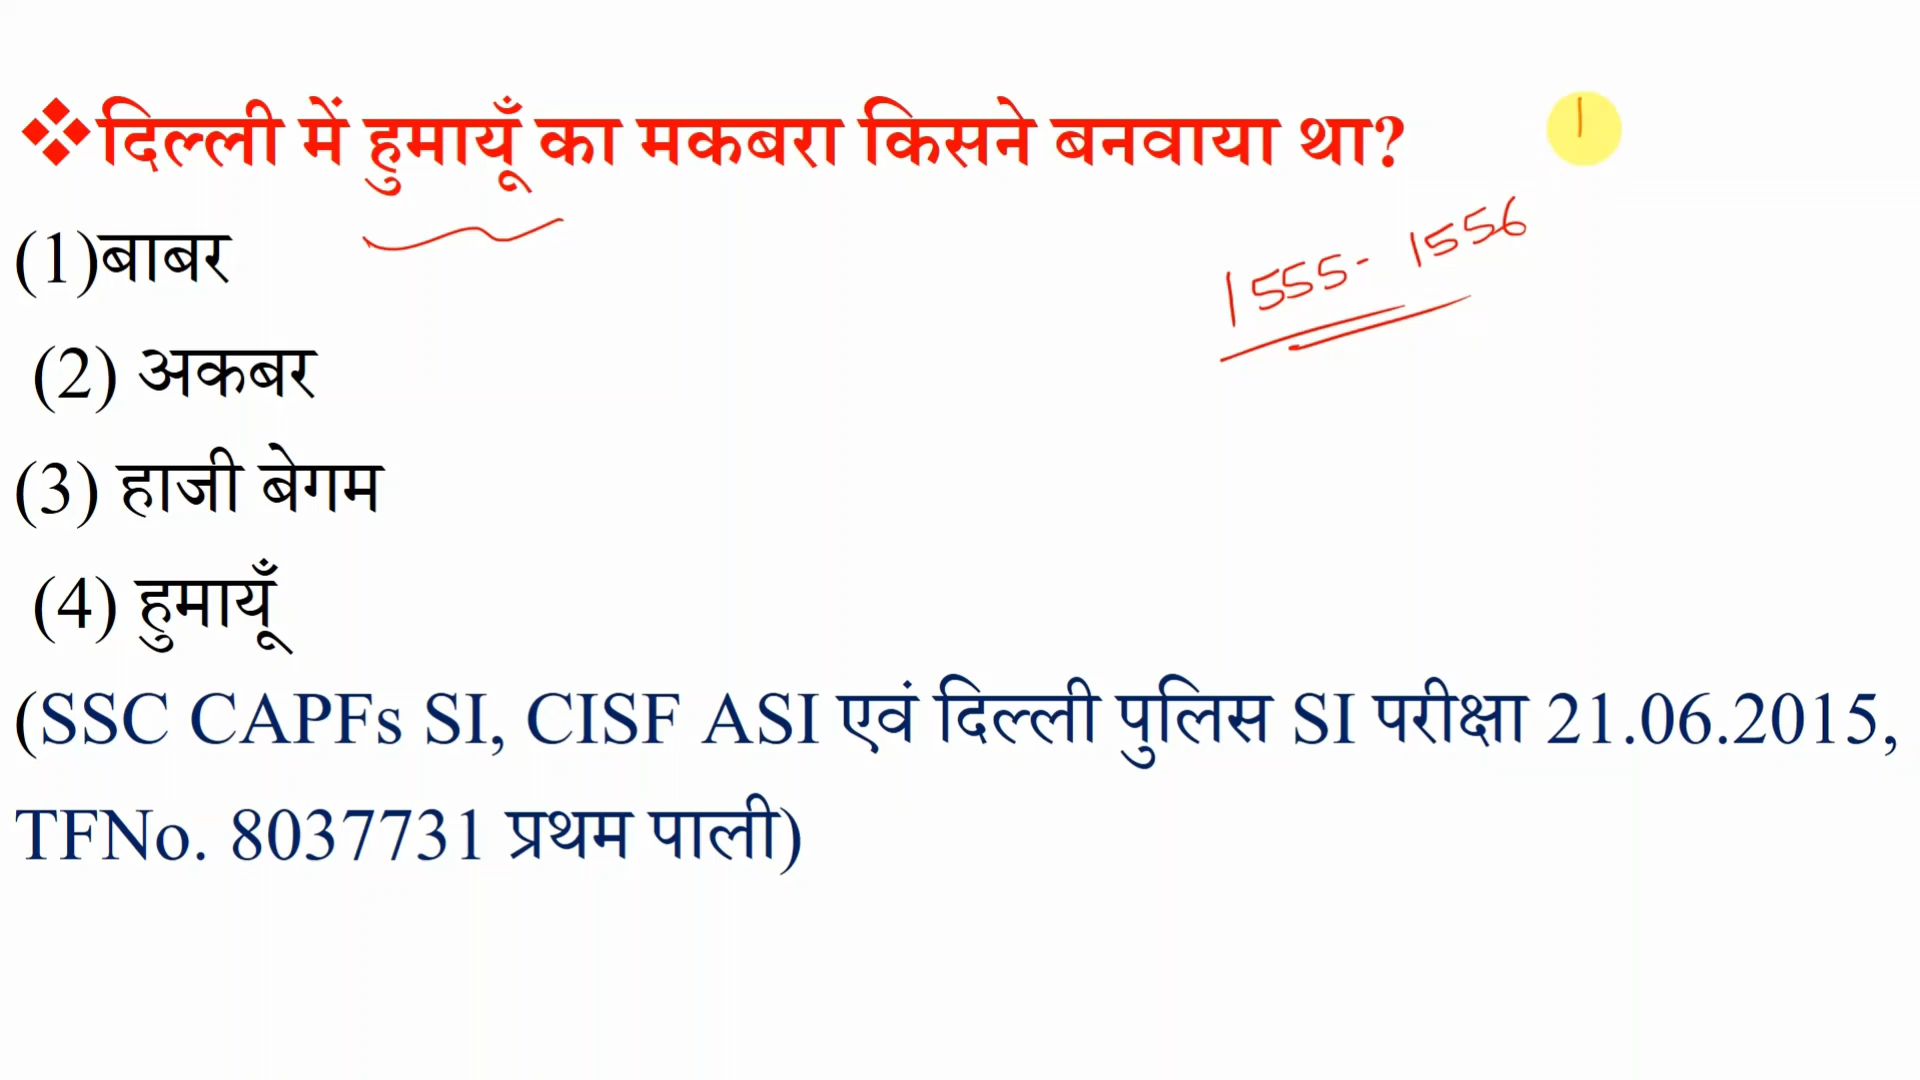 ❖दिल्ली में हुमायूँ का मकबरा किसने बनवाया था?
1555- 1556
(1)बाबर
(2) अकबर
(3) हाजी बेगम
(4) हुमायूँ
(SSC CAPFs SI, CISF ASI एवं दिल्ली पुलिस SI परीक्षा 21.06.2015,
TFNo. 8037731 प्रथम पाली)